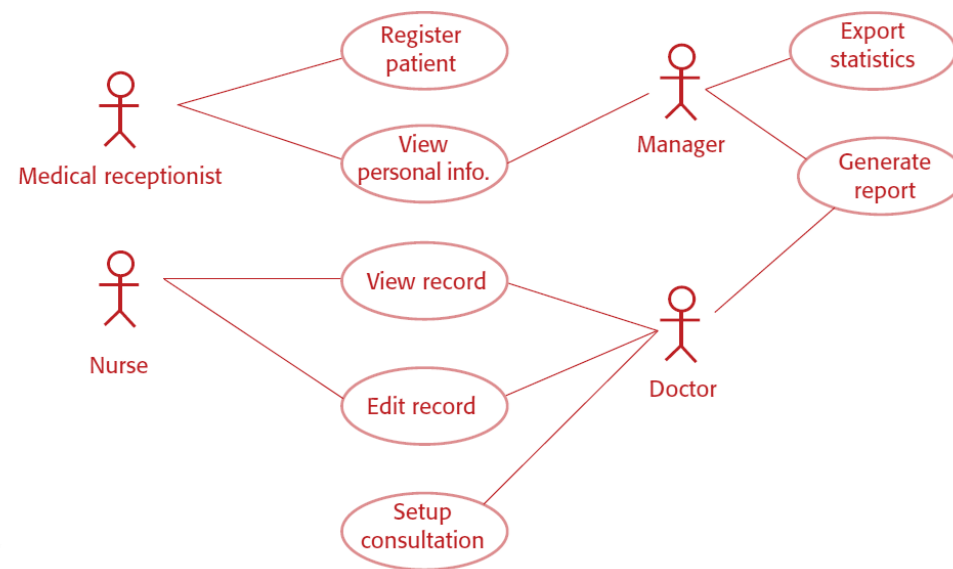 Register
patient
Export
statistics
Medical receptionist
View
personal info.
Manager
Generate
report
View record
Nurse
Edit record
Doctor
Setup
consultation